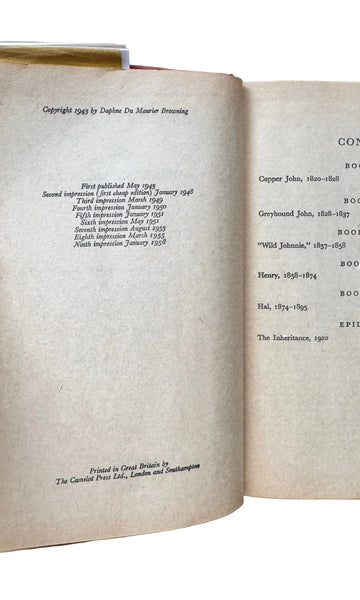 Copyright 1943 by Daphne Du Maurier Browning
First published May 1943
Second impression (first cheap edition) January 1948
Third impression March 1949
Fourth impression January 1950
Fifth impression January 1951
Sixth impression May 1951
Seventh impression August 1953
Eighth impression March 1955
Ninth impression January 1958
Printed in Great Britain by
The Camelot Press Ltd., London and Southampton
CON
BOO
Copper John, 1820–1828
BOO
Greyhound John, 1828–1837
BOOK
"Wild Johnnie," 1837–1858
BOO
Henry, 1858–1874
BOO
Hal, 1874–1895
EPIL
The Inheritance, 1920